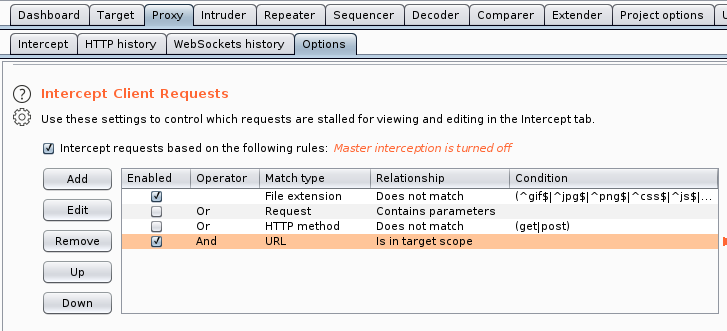 Dashboard Target Proxy Intruder Repeater Sequencer Decoder Comparer Extender Project options
Intercept HTTP history WebSockets history Options
? Intercept Client Requests
Use these settings to control which requests are stalled for viewing and editing in the Intercept tab.
Intercept requests based on the following rules: Master interception is turned off
Add
Edit
Remove
Up
Down
Enabled Operator Match type Relationship Condition
File extension Does not match (^gif$|^jpg$|^png$|^css$|^js$|...
Or Request Contains parameters
Or HTTP method Does not match (get|post)
And URL Is in target scope